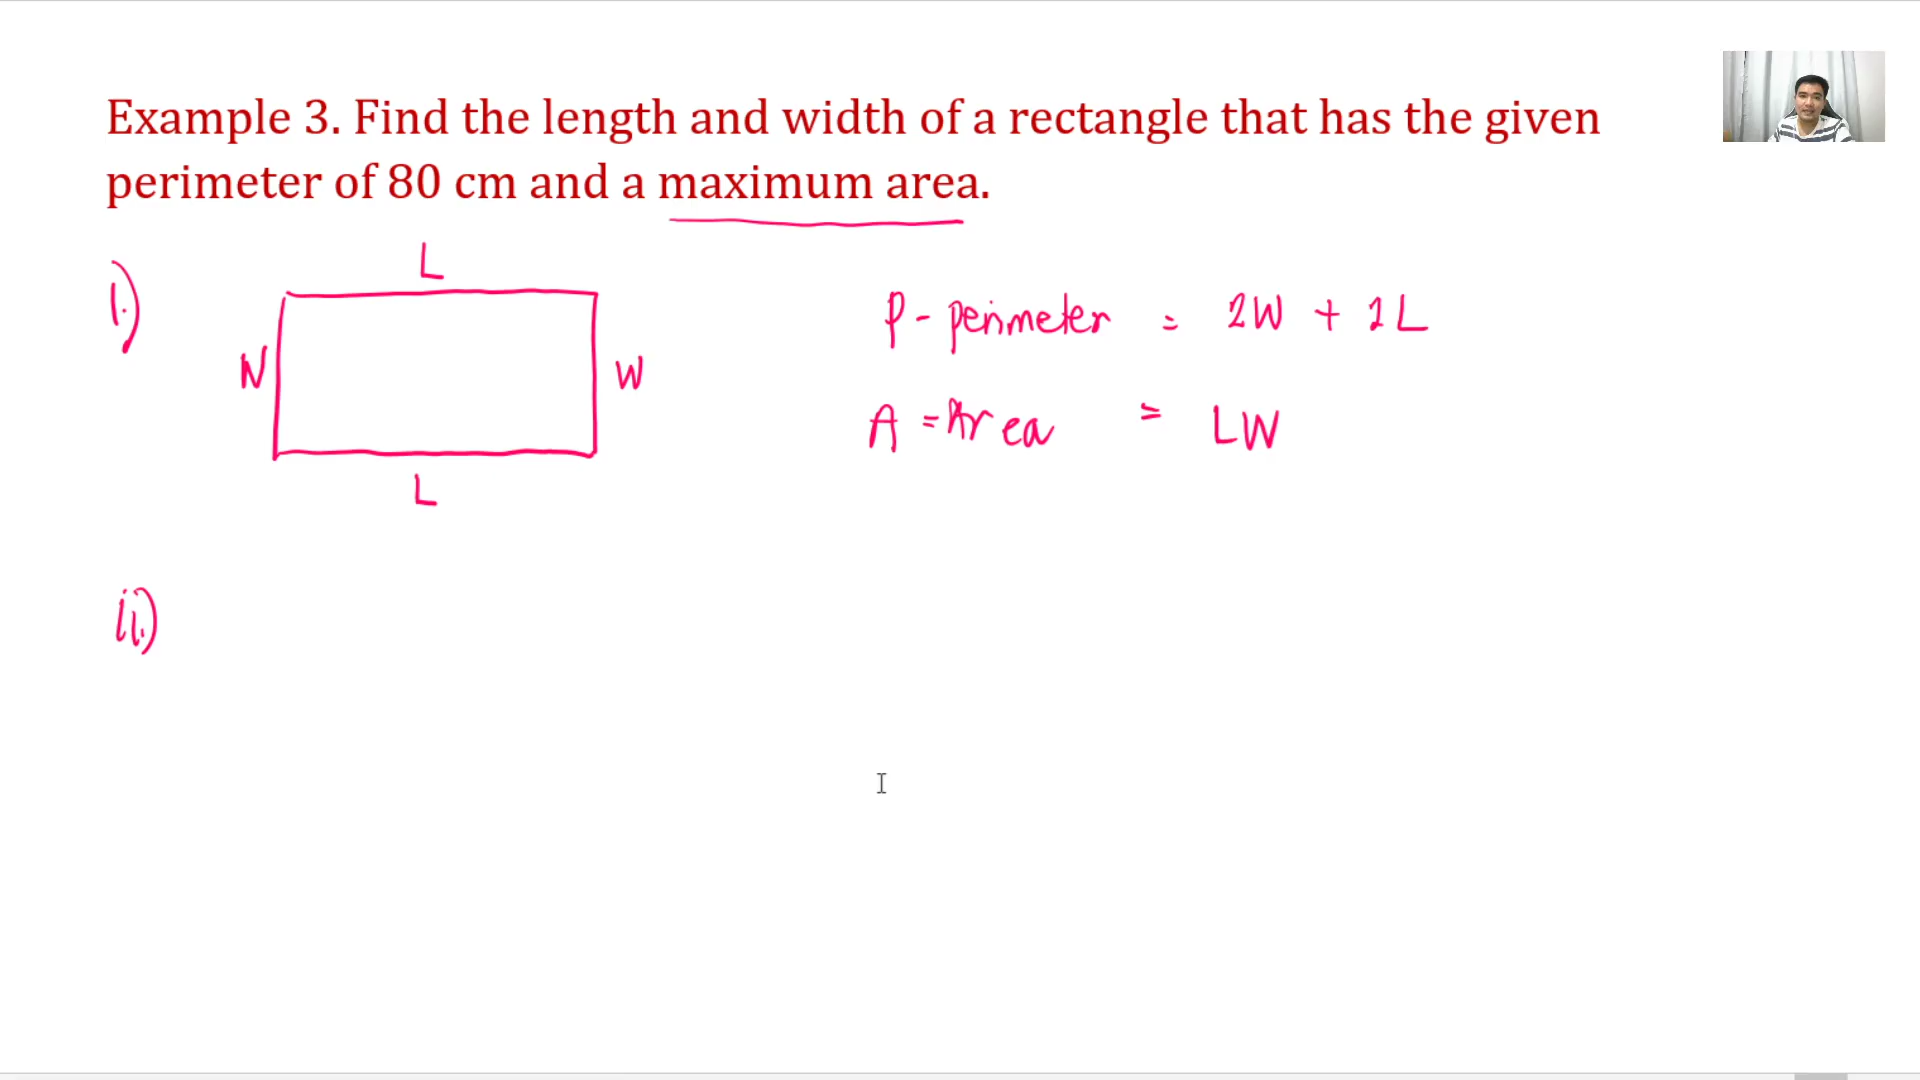 Example 3. Find the length and width of a rectangle that has the given
perimeter of 80 cm and a maximum area.
i.)
L
W
W
L
P - perimeter = 2W + 2L
A = Area = LW
ii.)